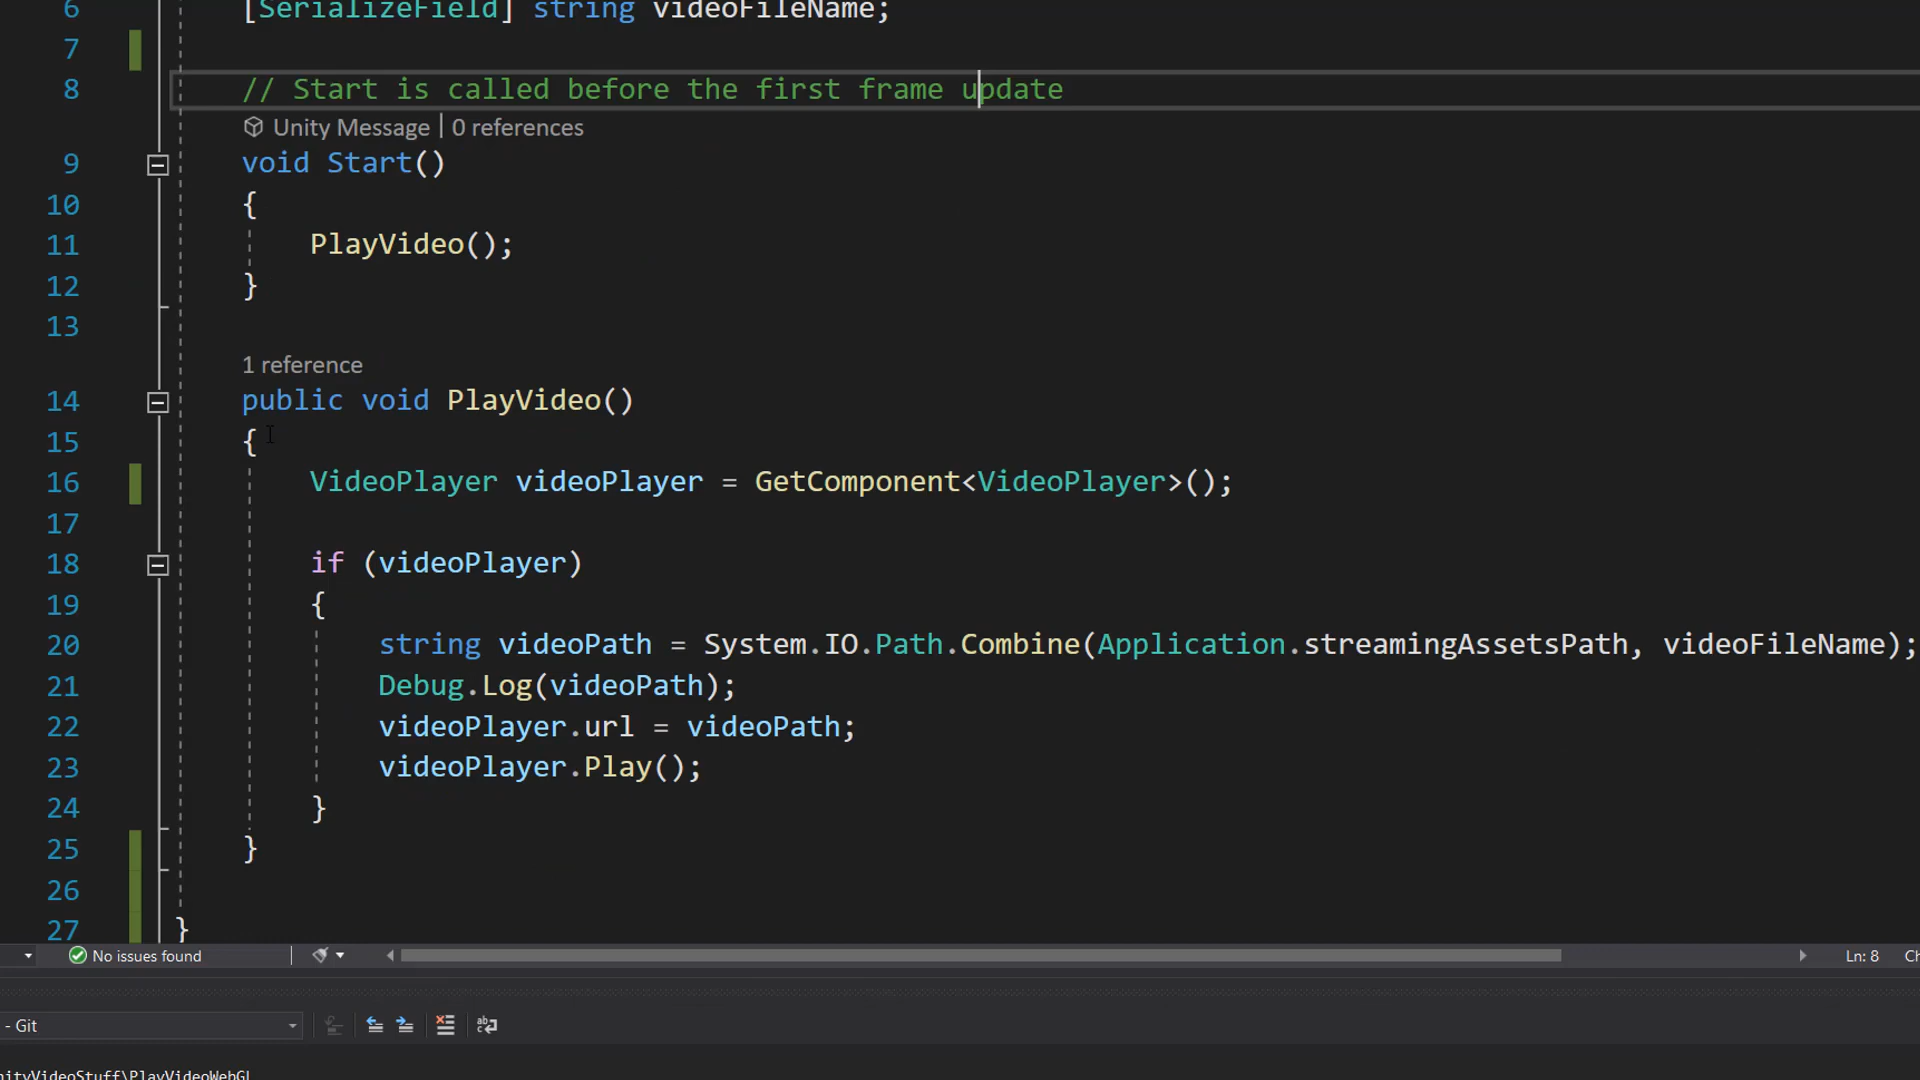 6 [SerializeField] string videoFileName;
7
8 // Start is called before the first frame update
Unity Message | 0 references
9 void Start()
10 {
11 PlayVideo();
12 }
13
1 reference
14 public void PlayVideo()
15 {
16 VideoPlayer videoPlayer = GetComponent<VideoPlayer>();
17
18 if (videoPlayer)
19 {
20 string videoPath = System.IO.Path.Combine(Application.streamingAssetsPath, videoFileName);
21 Debug.Log(videoPath);
22 videoPlayer.url = videoPath;
23 videoPlayer.Play();
24 }
25 }
26
27 }
No issues found Ln: 8 Ch
- Git
nityVideoStuff\PlayVideoWebGL